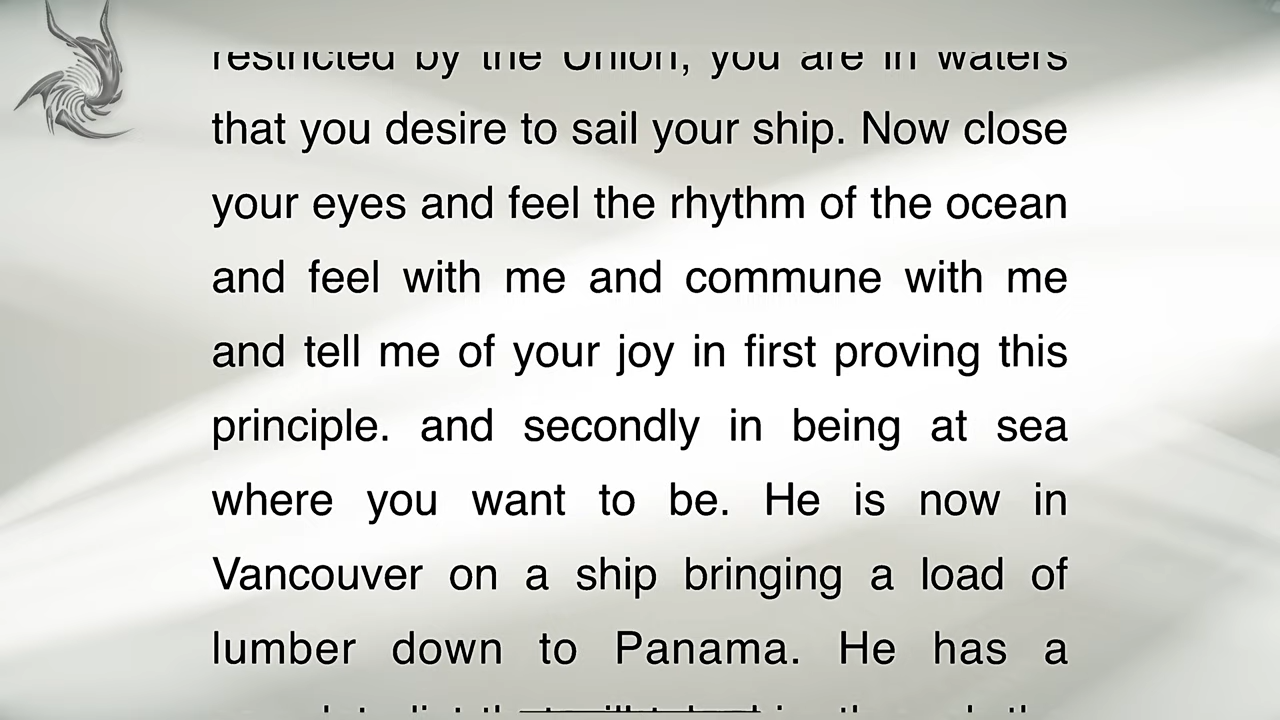 restricted by the Union, you are in waters
that you desire to sail your ship. Now close
your eyes and feel the rhythm of the ocean
and feel with me and commune with me
and tell me of your joy in first proving this
principle. and secondly in being at sea
where you want to be. He is now in
Vancouver on a ship bringing a load of
lumber down to Panama. He has a